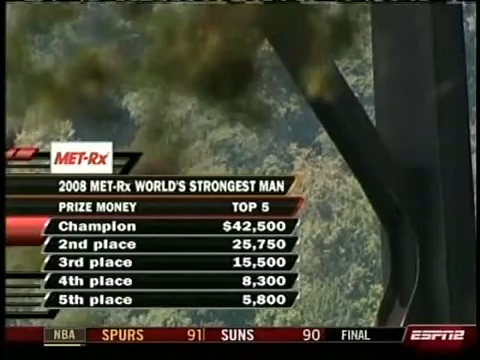 MET-Rx
2008 MET-Rx WORLD'S STRONGEST MAN
PRIZE MONEY TOP 5
Champion $42,500
2nd place 25,750
3rd place 15,500
4th place 8,300
5th place 5,800
NBA SPURS 91 SUNS 90 FINAL ESPN2